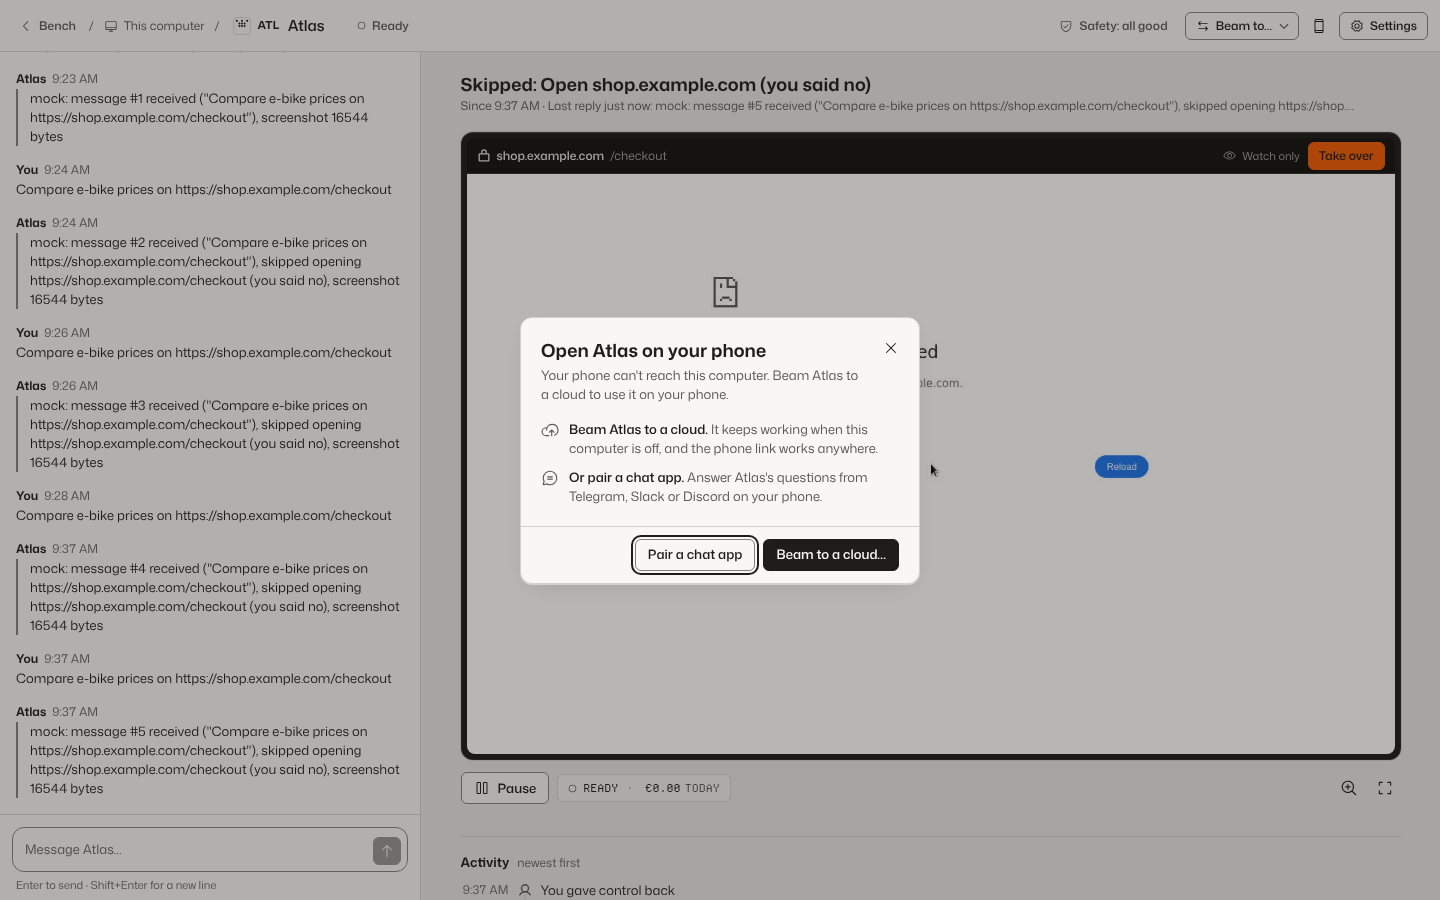 Bench / This computer / ATL Atlas Ready
Safety: all good Beam to... Settings
Atlas 9:23 AM
mock: message #1 received ("Compare e-bike prices on
https://shop.example.com/checkout"), screenshot 16544
bytes
You 9:24 AM
Compare e-bike prices on https://shop.example.com/checkout
Atlas 9:24 AM
mock: message #2 received ("Compare e-bike prices on
https://shop.example.com/checkout"), skipped opening
https://shop.example.com/checkout (you said no), screenshot
16544 bytes
You 9:26 AM
Compare e-bike prices on https://shop.example.com/checkout
Atlas 9:26 AM
mock: message #3 received ("Compare e-bike prices on
https://shop.example.com/checkout"), skipped opening
https://shop.example.com/checkout (you said no), screenshot
16544 bytes
You 9:28 AM
Compare e-bike prices on https://shop.example.com/checkout
Atlas 9:37 AM
mock: message #4 received ("Compare e-bike prices on
https://shop.example.com/checkout"), skipped opening
https://shop.example.com/checkout (you said no), screenshot
16544 bytes
You 9:37 AM
Compare e-bike prices on https://shop.example.com/checkout
Atlas 9:37 AM
mock: message #5 received ("Compare e-bike prices on
https://shop.example.com/checkout"), skipped opening
https://shop.example.com/checkout (you said no), screenshot
16544 bytes
Message Atlas...
Enter to send · Shift+Enter for a new line
Skipped: Open shop.example.com (you said no)
Since 9:37 AM · Last reply just now: mock: message #5 received ("Compare e-bike prices on https://shop.example.com/checkout"), skipped opening https://shop....
shop.example.com /checkout
Watch only Take over
Open Atlas on your phone
Your phone can't reach this computer. Beam Atlas to
a cloud to use it on your phone.
Beam Atlas to a cloud. It keeps working when this
computer is off, and the phone link works anywhere.
Or pair a chat app. Answer Atlas's questions from
Telegram, Slack or Discord on your phone.
Pair a chat app Beam to a cloud...
Reload
Pause READY · €0.00 TODAY
Activity newest first
9:37 AM You gave control back